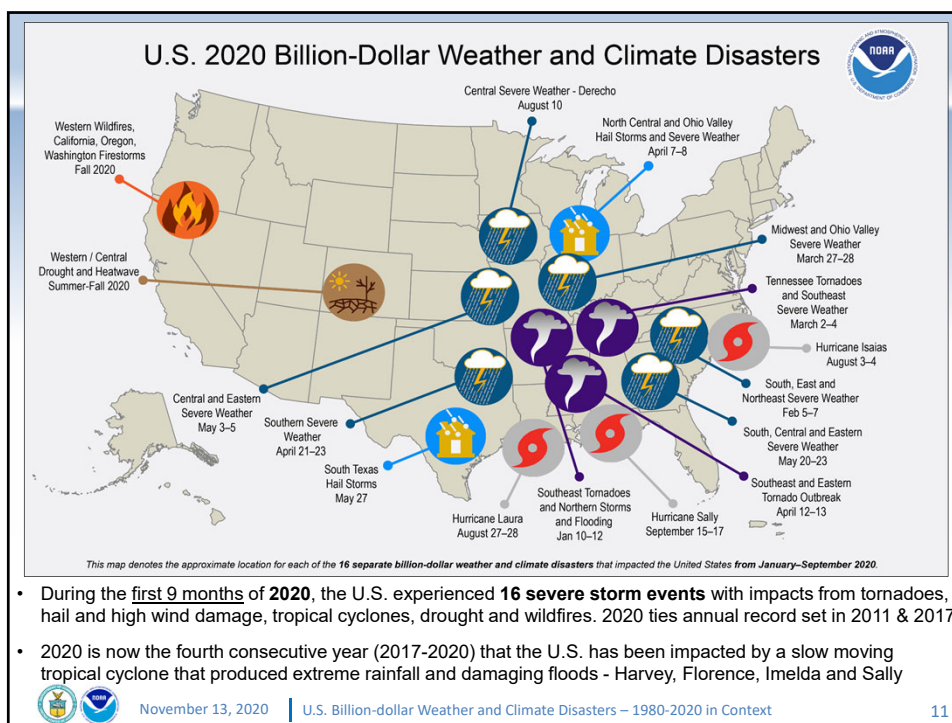 U.S. 2020 Billion-Dollar Weather and Climate Disasters
NOAA
NATIONAL OCEANIC AND ATMOSPHERIC ADMINISTRATION
U.S. DEPARTMENT OF COMMERCE
Central Severe Weather - Derecho
August 10
North Central and Ohio Valley
Hail Storms and Severe Weather
April 7–8
Western Wildfires,
California, Oregon,
Washington Firestorms
Fall 2020
Midwest and Ohio Valley
Severe Weather
March 27–28
Western / Central
Drought and Heatwave
Summer-Fall 2020
Tennessee Tornadoes
and Southeast
Severe Weather
March 2–4
Hurricane Isaias
August 3–4
South, East and
Northeast Severe Weather
Feb 5–7
Central and Eastern
Severe Weather
May 3–5
Southern Severe
Weather
April 21–23
South, Central and Eastern
Severe Weather
May 20–23
South Texas
Hail Storms
May 27
Southeast and Eastern
Tornado Outbreak
April 12–13
Hurricane Laura
August 27–28
Southeast Tornadoes
and Northern Storms
and Flooding
Jan 10–12
Hurricane Sally
September 15–17
This map denotes the approximate location for each of the 16 separate billion-dollar weather and climate disasters that impacted the United States from January–September 2020.
• During the first 9 months of 2020, the U.S. experienced 16 severe storm events with impacts from tornadoes,
hail and high wind damage, tropical cyclones, drought and wildfires. 2020 ties annual record set in 2011 & 2017
• 2020 is now the fourth consecutive year (2017-2020) that the U.S. has been impacted by a slow moving
tropical cyclone that produced extreme rainfall and damaging floods - Harvey, Florence, Imelda and Sally
November 13, 2020 | U.S. Billion-dollar Weather and Climate Disasters – 1980-2020 in Context 11